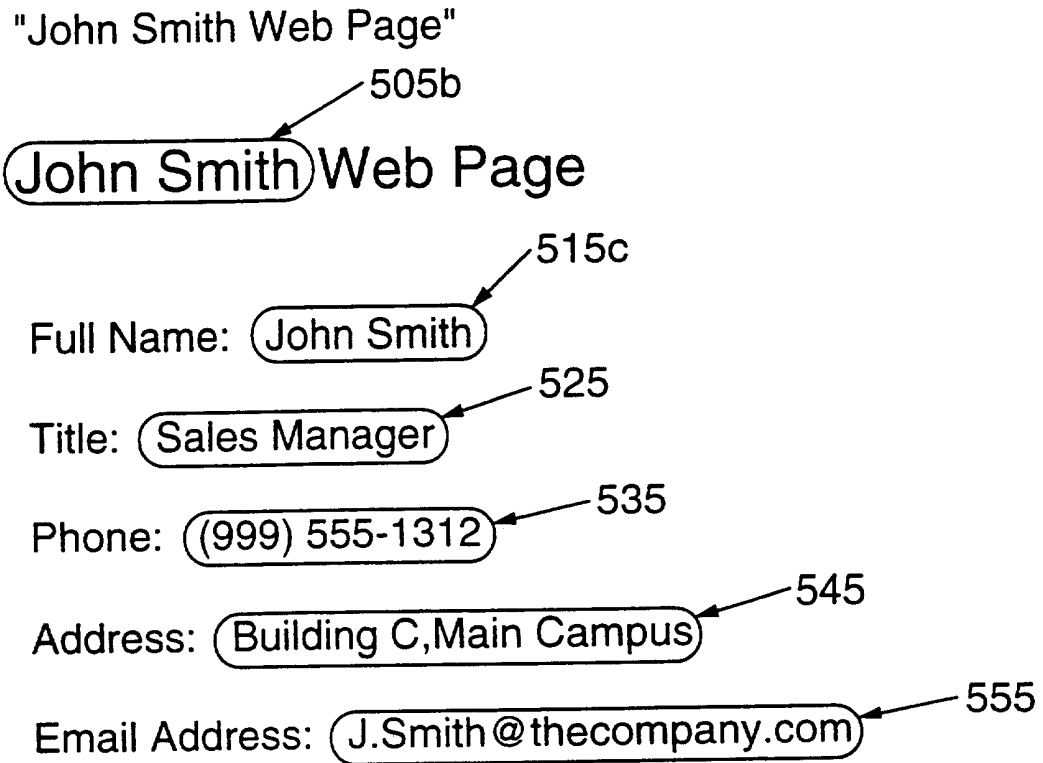 "John Smith Web Page"
505b
John Smith Web Page
515c
Full Name: John Smith
525
Title: Sales Manager
535
Phone: (999) 555-1312
545
Address: Building C,Main Campus
555
Email Address: J.Smith@thecompany.com